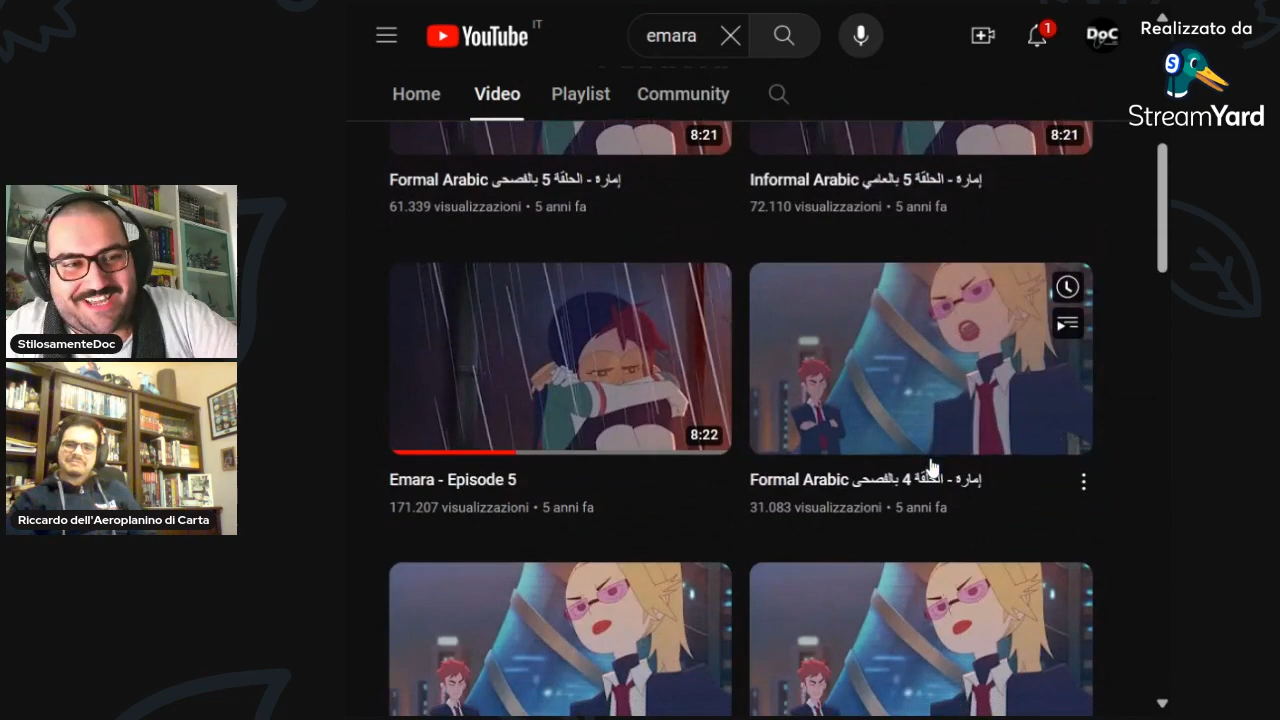 YouTube IT
emara
1
DOC
Realizzato da
S
StreamYard
Home Video Playlist Community
8:21
8:21
Formal Arabic إمارة - الحلقة 5 بالفصحى
61.339 visualizzazioni • 5 anni fa
Informal Arabic إمارة - الحلقة 5 بالعامي
72.110 visualizzazioni • 5 anni fa
8:22
Emara - Episode 5
171.207 visualizzazioni • 5 anni fa
Formal Arabic إمارة - الحلقة 4 بالفصحى
31.083 visualizzazioni • 5 anni fa
StilosamenteDoc
Riccardo dell'Aeroplanino di Carta